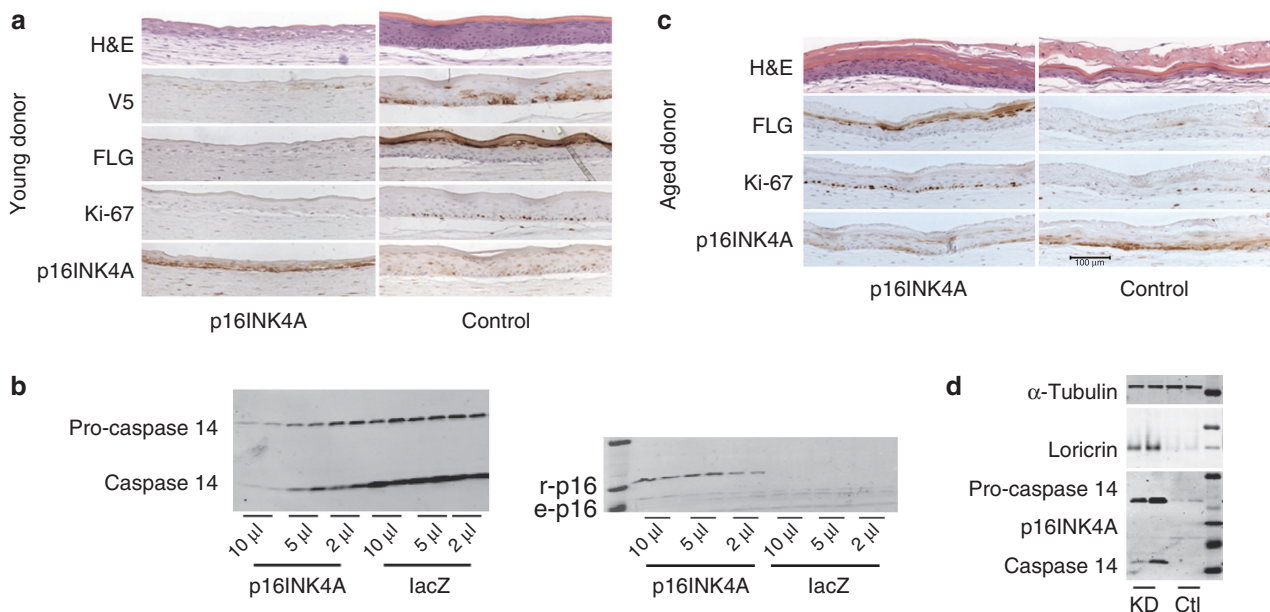 a
H&E
V5
FLG
Ki-67
p16INK4A
Young donor
p16INK4A Control
c
H&E
FLG
Ki-67
p16INK4A
Aged donor
100 µm
p16INK4A Control
b
Pro-caspase 14
Caspase 14
10 µl 5 µl 2 µl 10 µl 5 µl 2 µl
p16INK4A lacZ
r-p16
e-p16
10 µl 5 µl 2 µl 10 µl 5 µl 2 µl
p16INK4A lacZ
d
α-Tubulin
Loricrin
Pro-caspase 14
p16INK4A
Caspase 14
KD Ctl